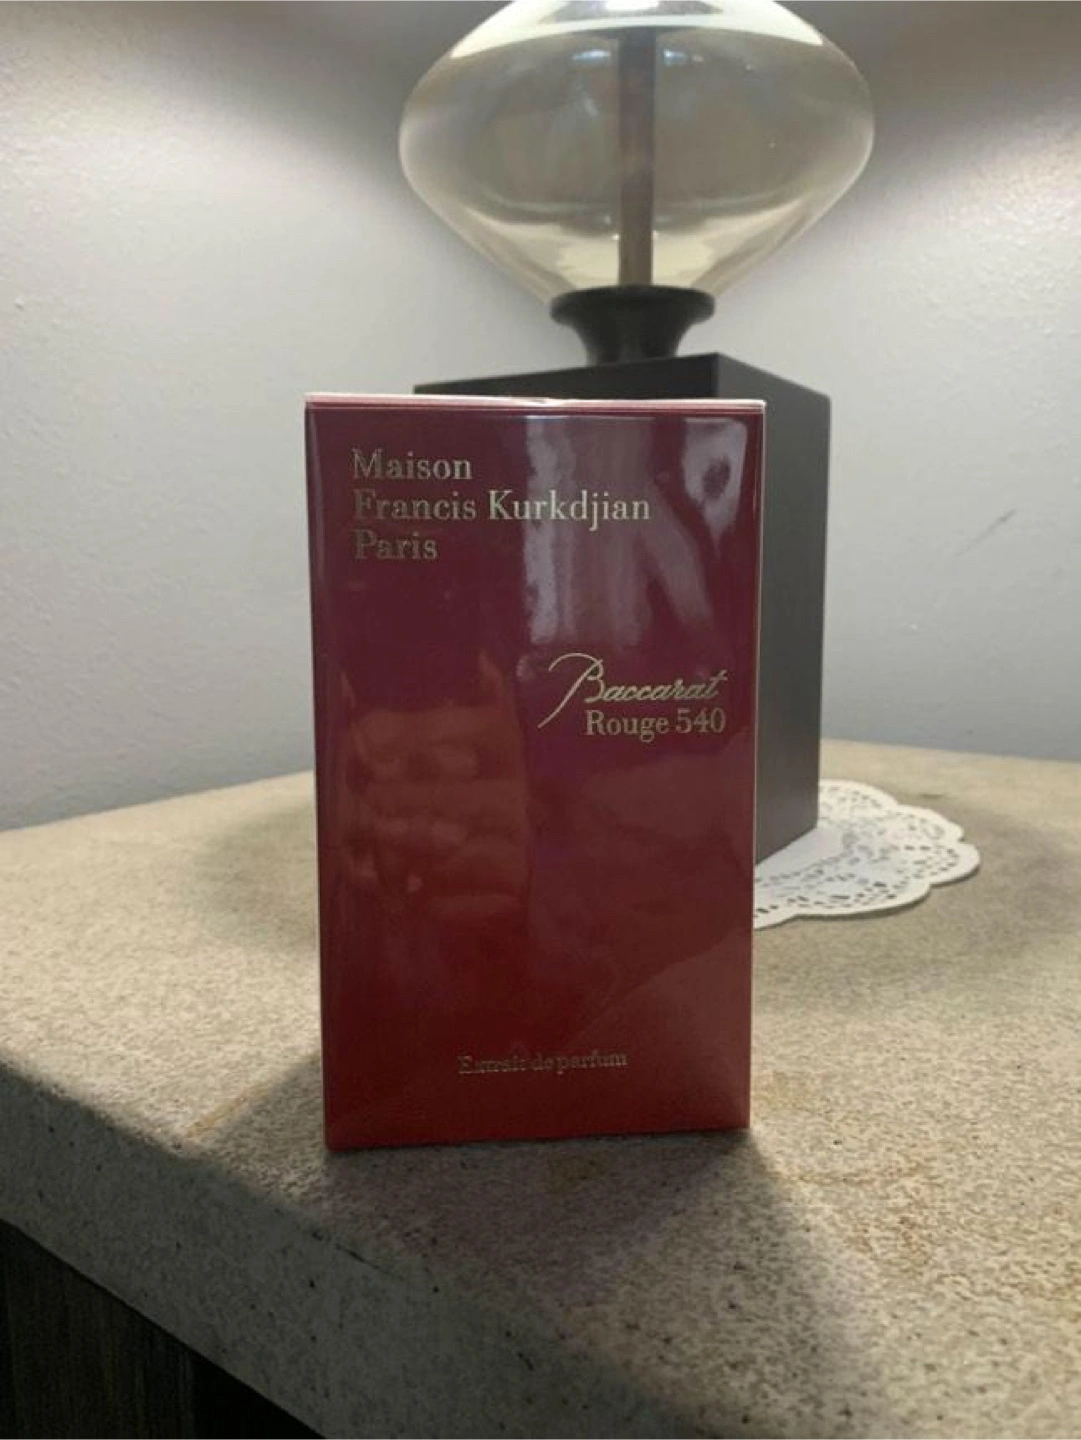 Maison
Francis Kurkdjian
Paris
Baccarat
Rouge 540
Extrait de parfum